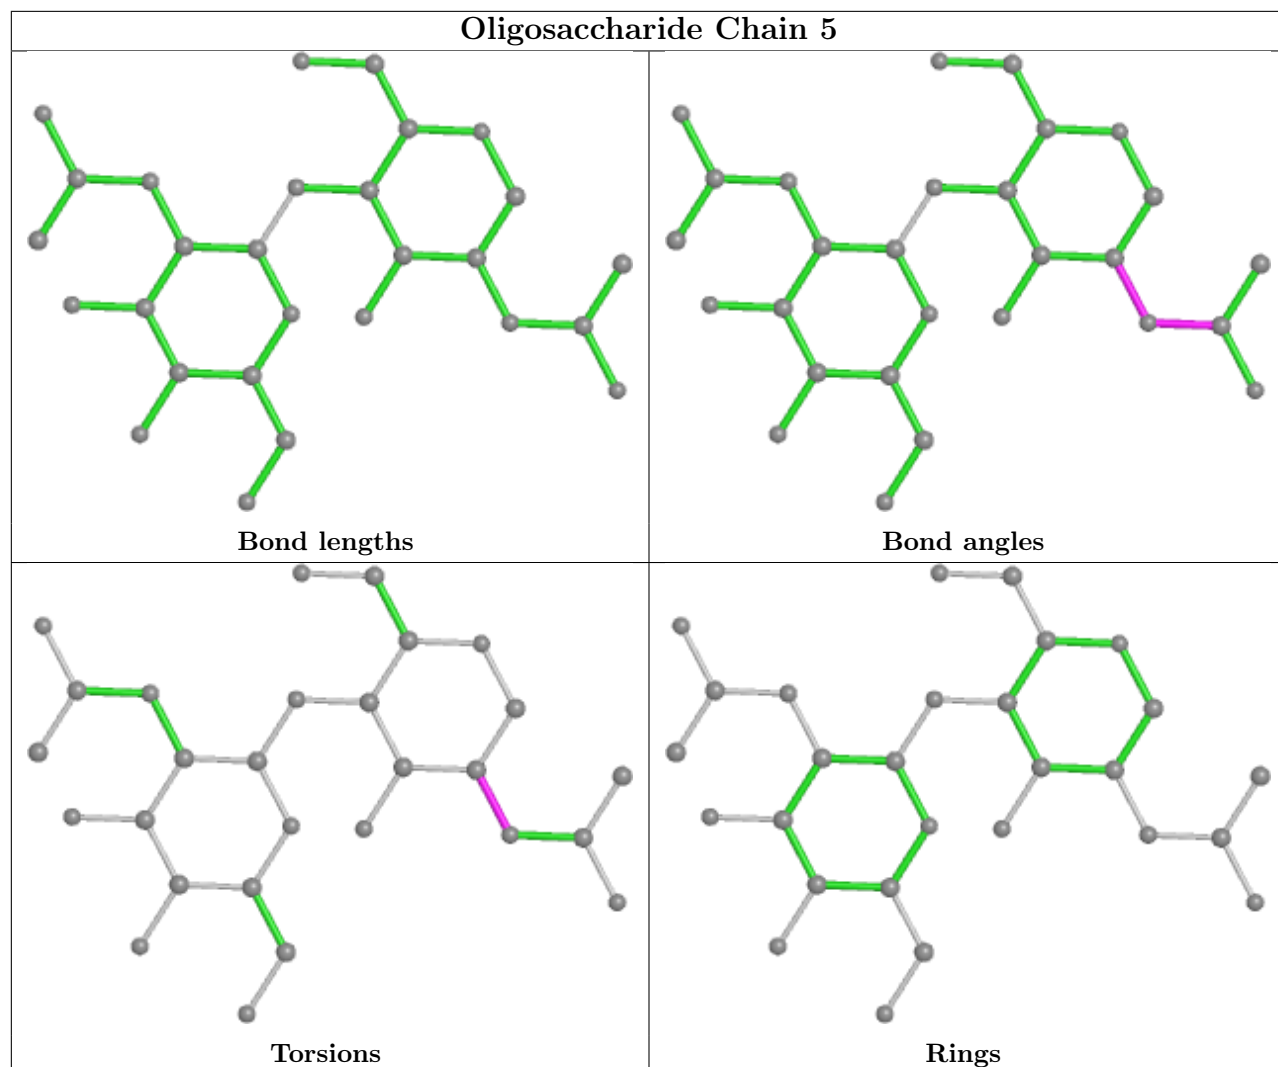 Oligosaccharide Chain 5
Bond lengths
Bond angles
Torsions
Rings